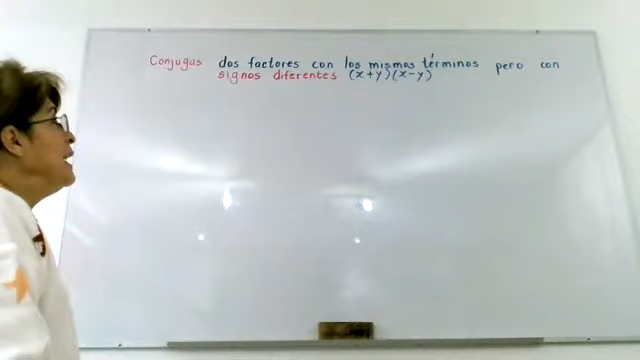 Conjugas dos factores con los mismos términos pero con
signos diferentes (x+y)(x-y)